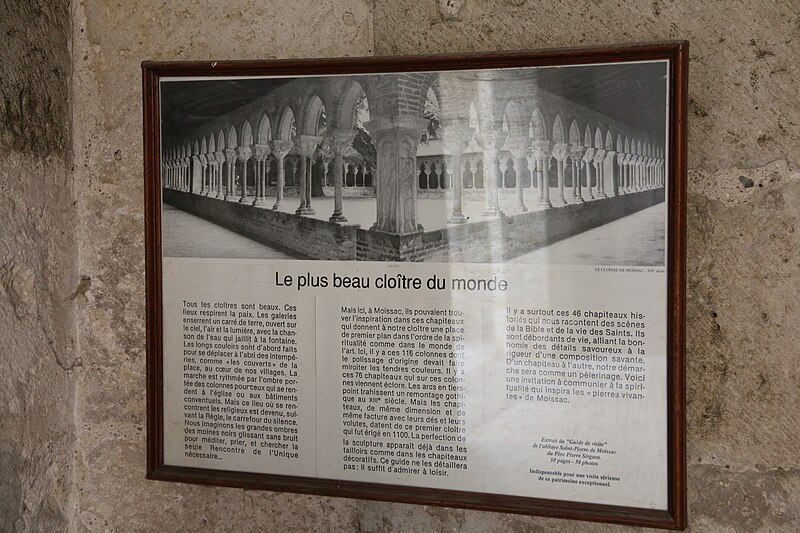 LE CLOÎTRE DE MOISSAC - XIIe siècle
Le plus beau cloître du monde
Tous les cloîtres sont beaux. Ces
lieux respirent la paix. Les galeries
enserrent un carré de terre, ouvert sur
le ciel, l'air et la lumière, avec la chan-
son de l'eau qui jaillit à la fontaine.
Les longs couloirs sont d'abord faits
pour se déplacer à l'abri des intempé-
ries, comme «les couverts» de la
place, au cœur de nos villages. La
marche est rythmée par l'ombre por-
tée des colonnes pour ceux qui se ren-
dent à l'église ou aux bâtiments
conventuels. Mais ce lieu où se ren-
contrent les religieux est devenu, sui-
vant la Règle, le carrefour du silence.
Nous imaginons les grandes ombres
des moines noirs glissant sans bruit
pour méditer, prier, et chercher la
seule Rencontre de l'Unique
nécessaire...
Mais ici, à Moissac, ils pouvaient trou-
ver l'inspiration dans ces chapiteaux
qui donnent à notre cloître une place
de premier plan dans l'ordre de la spi-
ritualité comme dans le monde de
l'art. Ici, il y a ces 116 colonnes dont
le polissage d'origine devait faire
miroiter les tendres couleurs. Il y a
ces 76 chapiteaux qui sur ces colon-
nes viennent éclore. Les arcs en tiers-
point trahissent un remontage gothi-
que au XIIIe siècle. Mais les chapi-
teaux, de même dimension et de
même facture avec leurs dés et leurs
volutes, datent de ce premier cloître
qui fut érigé en 1100. La perfection de
la sculpture apparaît déjà dans les
tailloirs comme dans les chapiteaux
décoratifs. Ce guide ne les détaillera
pas : il suffit d'admirer à loisir.
Il y a surtout ces 46 chapiteaux his-
toriés qui nous racontent des scènes
de la Bible et de la vie des Saints. Ils
sont débordants de vie, alliant la bon-
homie des détails savoureux à la
rigueur d'une composition savante.
D'un chapiteau à l'autre, notre démar-
che sera comme un pèlerinage. Voici
une invitation à communier à la spiri-
tualité qui inspira les «pierres vivan-
tes» de Moissac.
Extrait du "Guide de visite"
de l'abbaye Saint-Pierre de Moissac
du Père Pierre Sirgant.
50 pages - 50 photos
Indispensable pour une visite sérieuse
de ce patrimoine exceptionnel.